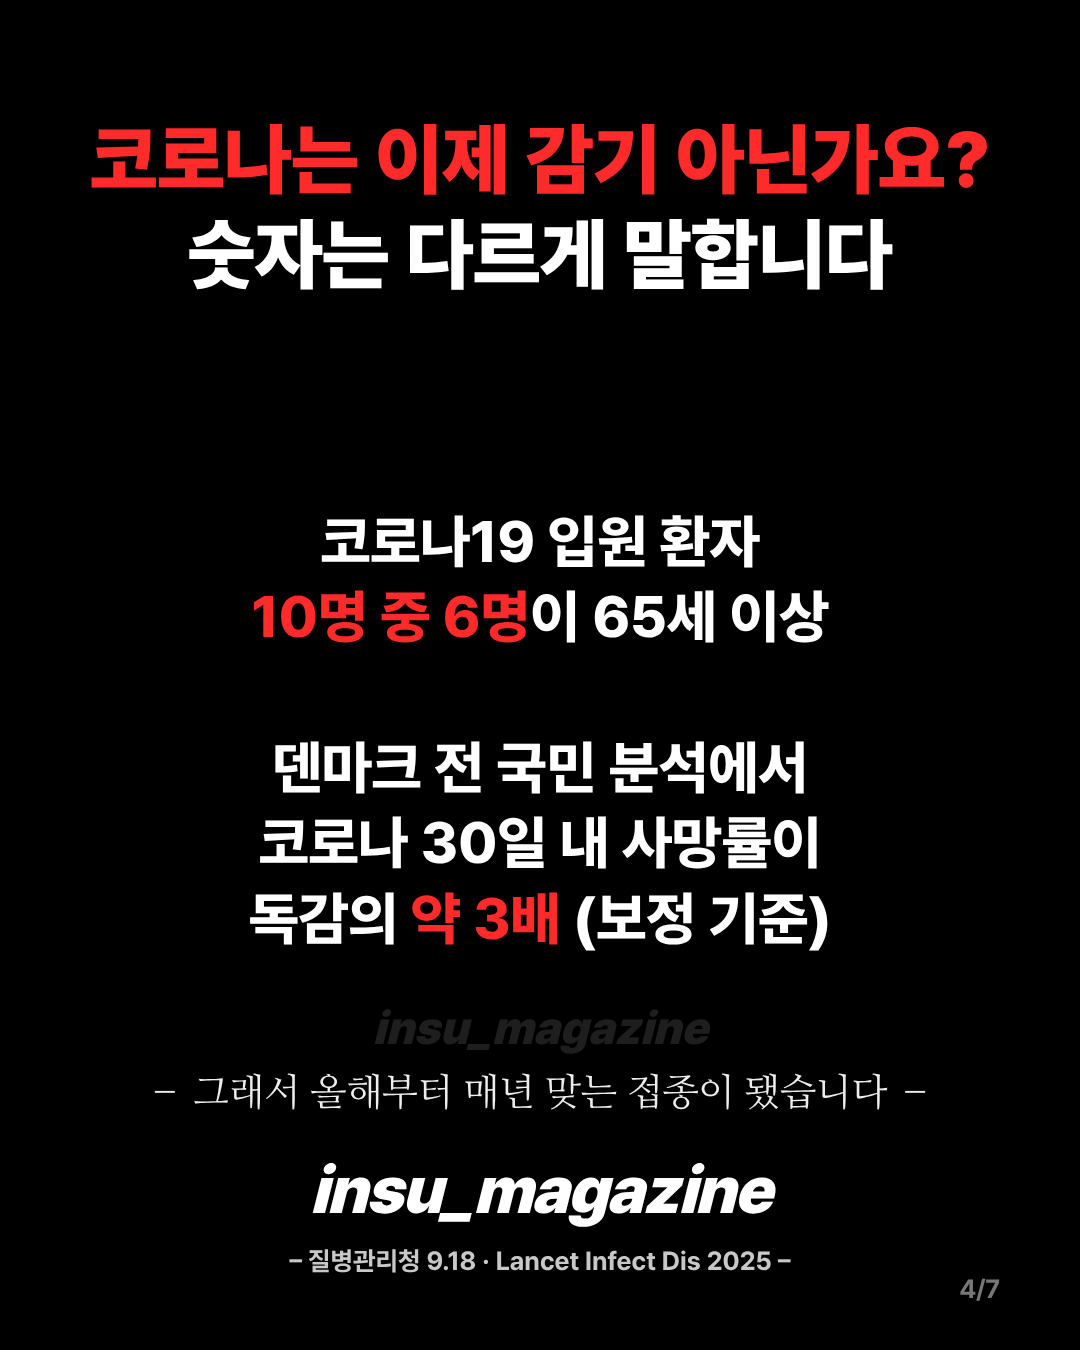 코로나는 이제 감기 아닌가요?
숫자는 다르게 말합니다
코로나19 입원 환자
10명 중 6명이 65세 이상
덴마크 전 국민 분석에서
코로나 30일 내 사망률이
독감의 약 3배 (보정 기준)
insu_magazine
– 그래서 올해부터 매년 맞는 접종이 됐습니다 –
insu_magazine
– 질병관리청 9.18 · Lancet Infect Dis 2025 –
4/7